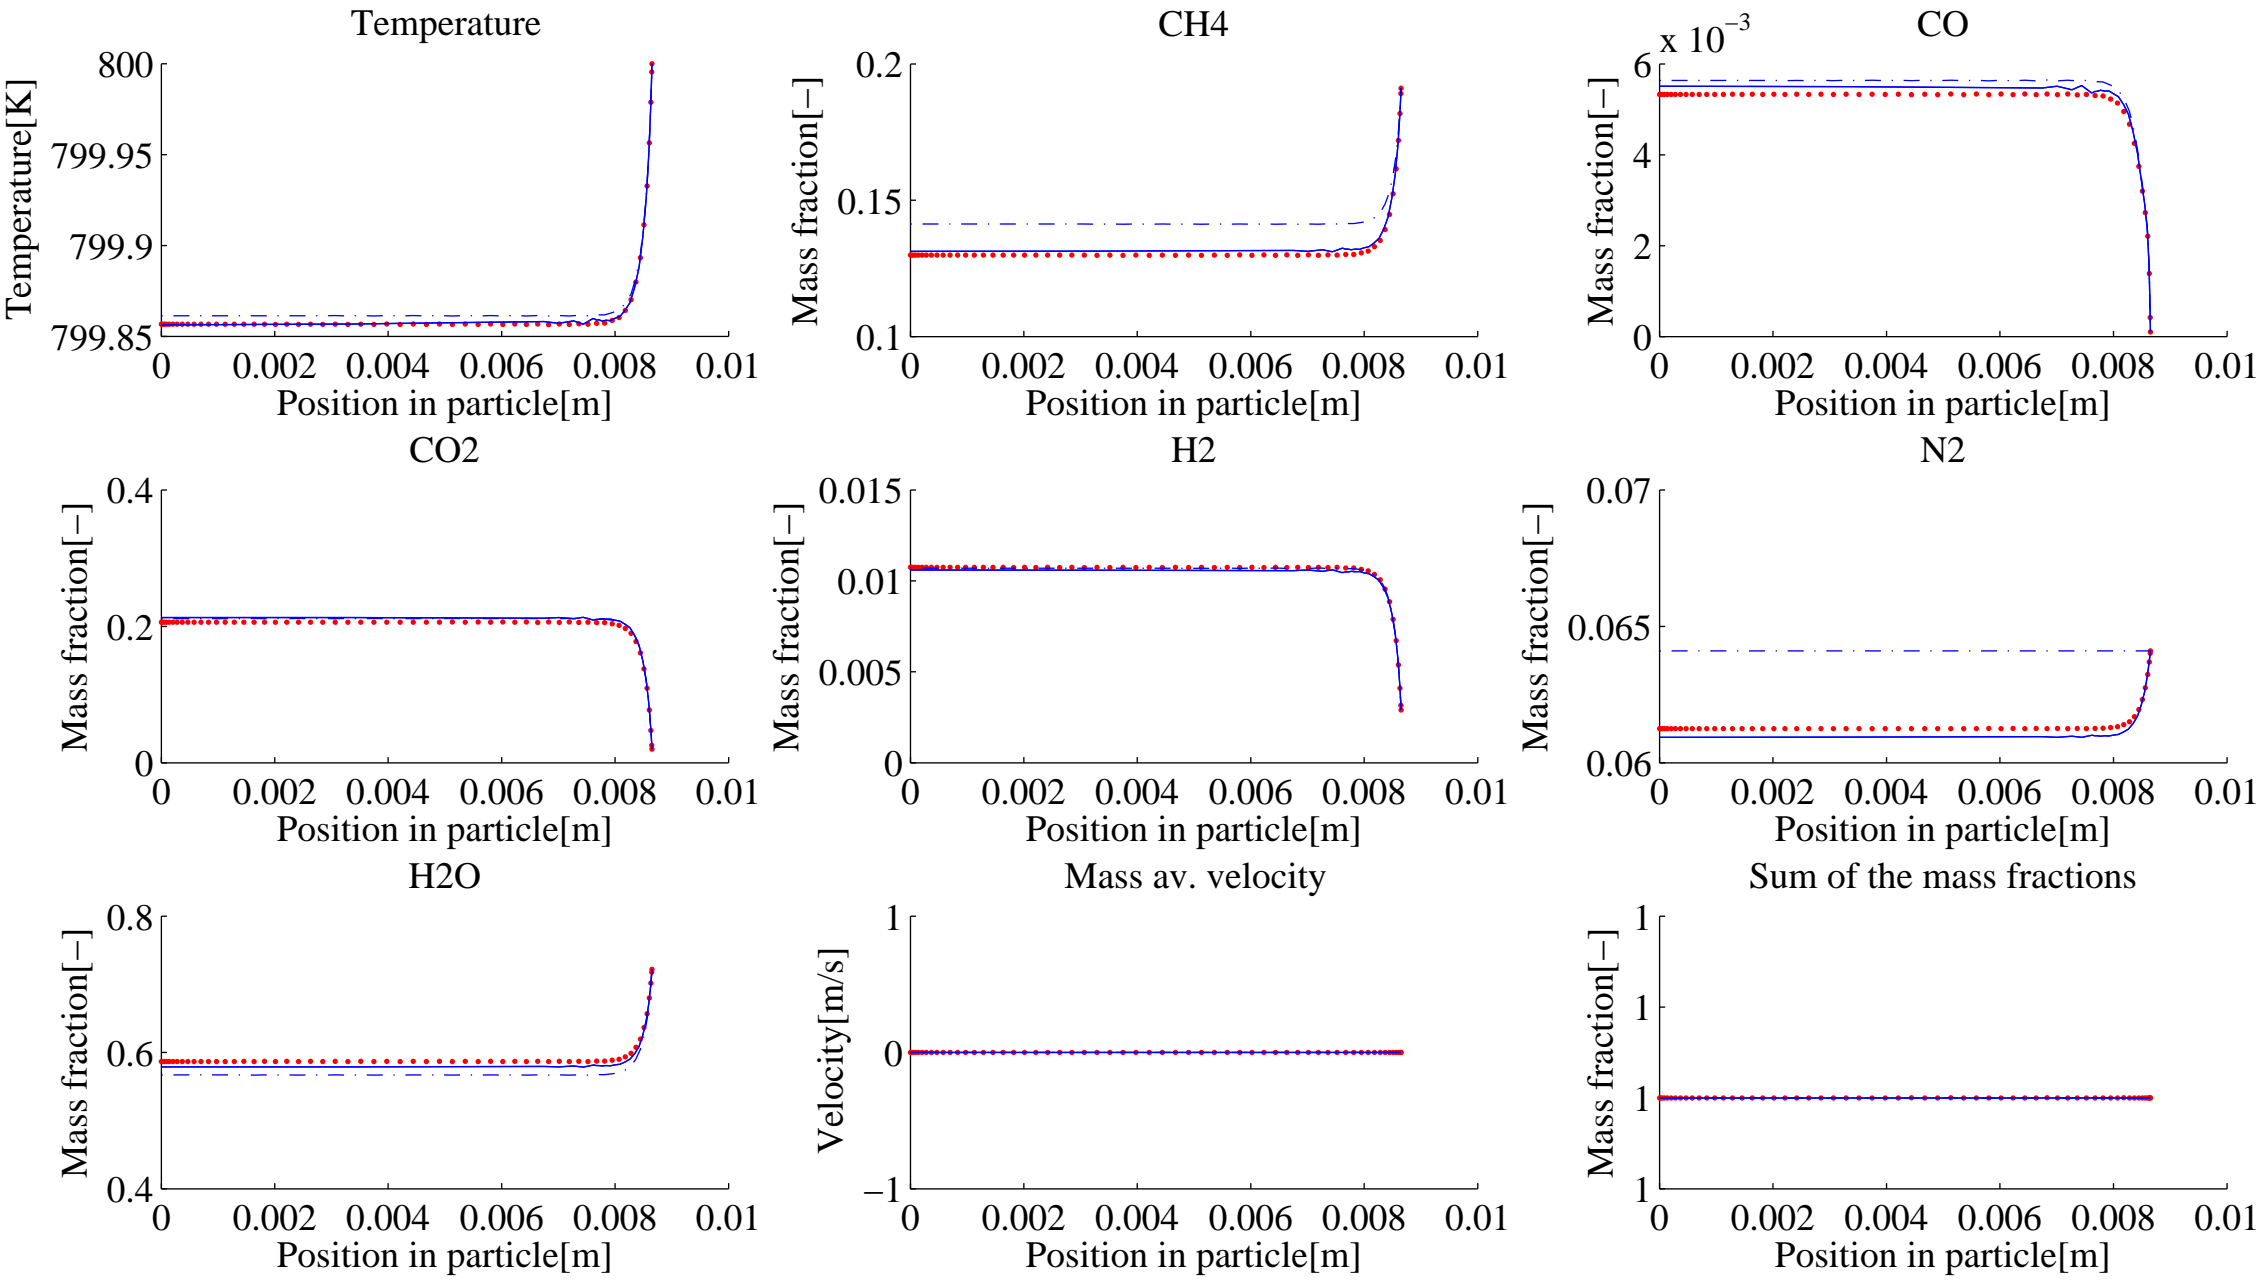 Temperature
Temperature[K]
800
799.95
799.9
799.85
0 0.002 0.004 0.006 0.008 0.01
Position in particle[m]
CH4
Mass fraction[−]
0.2
0.15
0.1
0 0.002 0.004 0.006 0.008 0.01
Position in particle[m]
CO
x 10−3
Mass fraction[−]
6
4
2
0
0 0.002 0.004 0.006 0.008 0.01
Position in particle[m]
CO2
Mass fraction[−]
0.4
0.2
0
0 0.002 0.004 0.006 0.008 0.01
Position in particle[m]
H2
Mass fraction[−]
0.015
0.01
0.005
0
0 0.002 0.004 0.006 0.008 0.01
Position in particle[m]
N2
Mass fraction[−]
0.07
0.065
0.06
0 0.002 0.004 0.006 0.008 0.01
Position in particle[m]
H2O
Mass fraction[−]
0.8
0.6
0.4
0 0.002 0.004 0.006 0.008 0.01
Position in particle[m]
Mass av. velocity
Velocity[m/s]
1
0
−1
0 0.002 0.004 0.006 0.008 0.01
Position in particle[m]
Sum of the mass fractions
Mass fraction[−]
1
1
1
1
0 0.002 0.004 0.006 0.008 0.01
Position in particle[m]